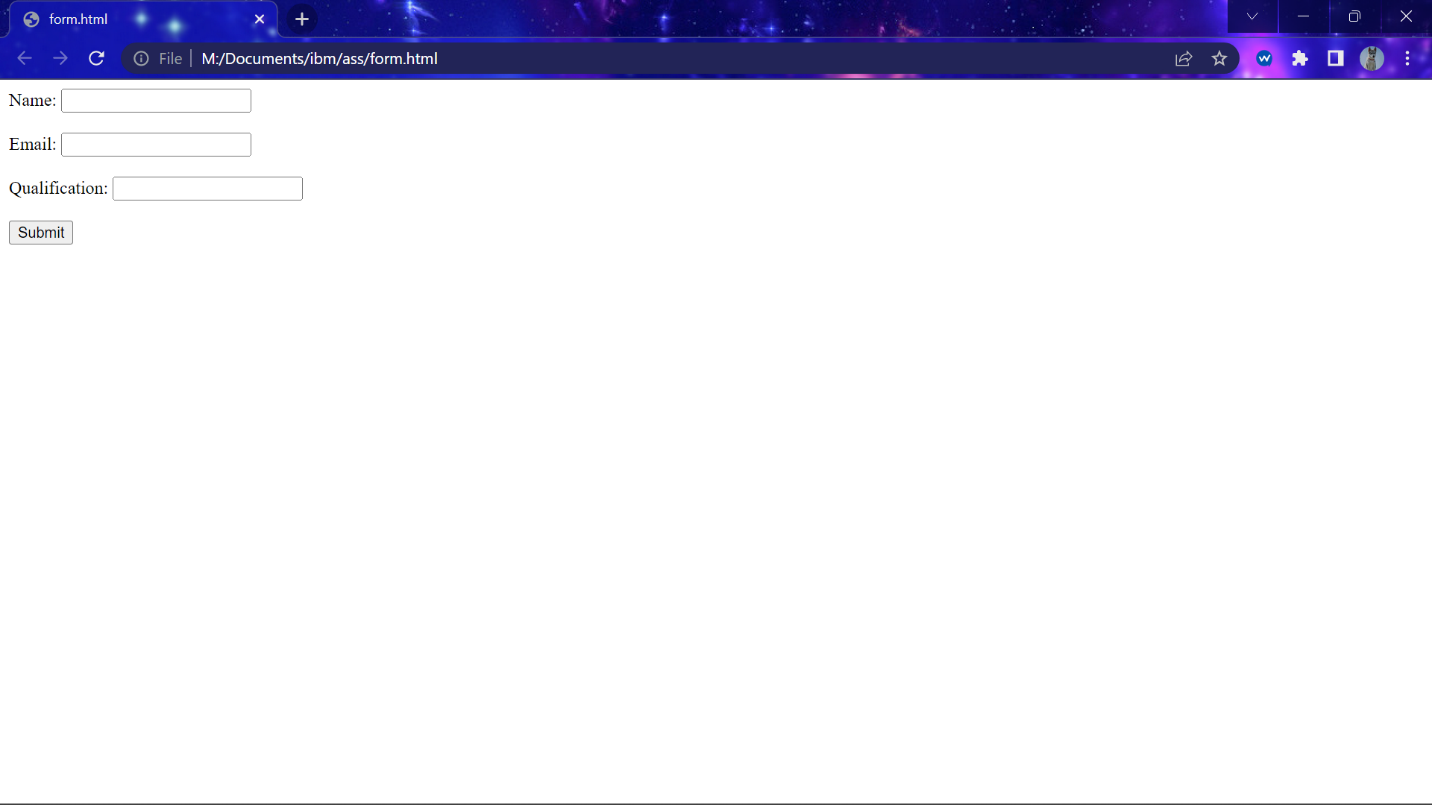 form.html
File M:/Documents/ibm/ass/form.html
W
Name:
Email:
Qualification:
Submit